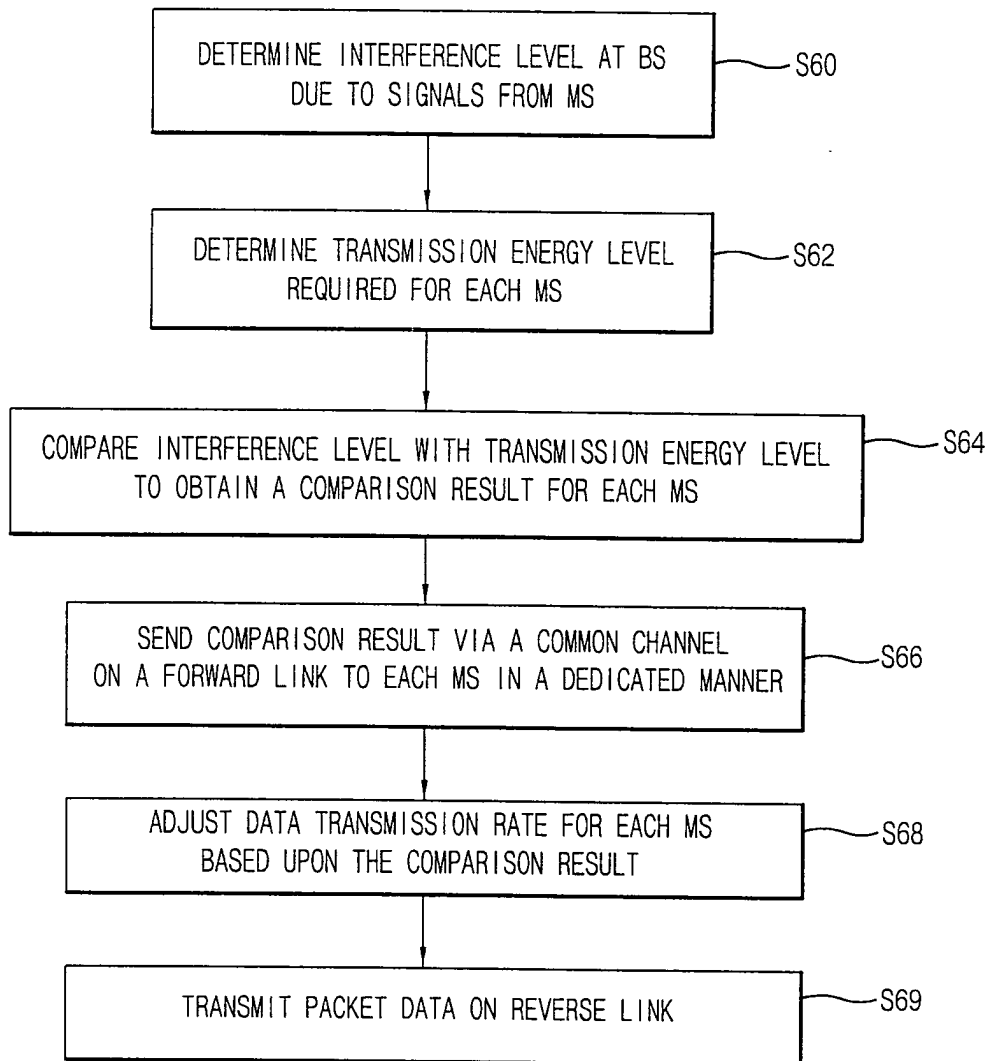 DETERMINE INTERFERENCE LEVEL AT BS
DUE TO SIGNALS FROM MS
S60
DETERMINE TRANSMISSION ENERGY LEVEL
REQUIRED FOR EACH MS
S62
COMPARE INTERFERENCE LEVEL WITH TRANSMISSION ENERGY LEVEL
TO OBTAIN A COMPARISON RESULT FOR EACH MS
S64
SEND COMPARISON RESULT VIA A COMMON CHANNEL
ON A FORWARD LINK TO EACH MS IN A DEDICATED MANNER
S66
ADJUST DATA TRANSMISSION RATE FOR EACH MS
BASED UPON THE COMPARISON RESULT
S68
TRANSMIT PACKET DATA ON REVERSE LINK
S69